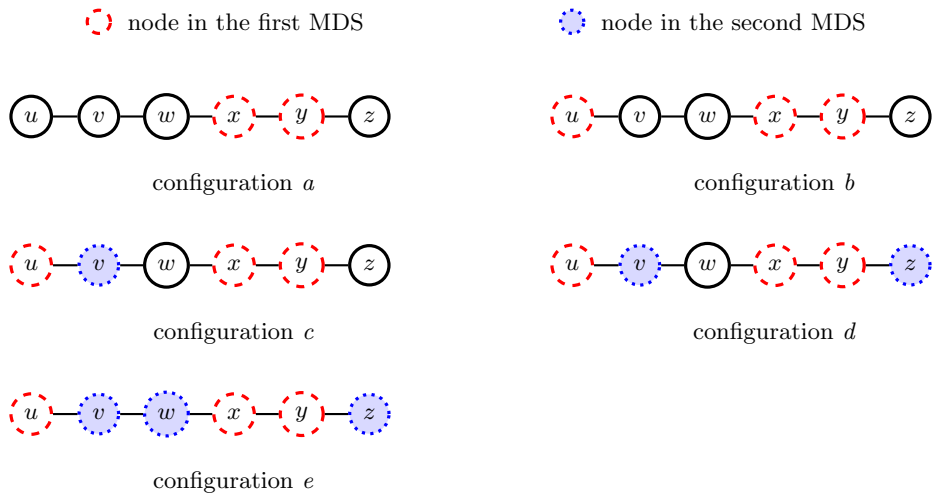 node in the first MDS
node in the second MDS
u v w x y z
u v w x y z
configuration a
configuration b
u v w x y z
u v w x y z
configuration c
configuration d
u v w x y z
configuration e